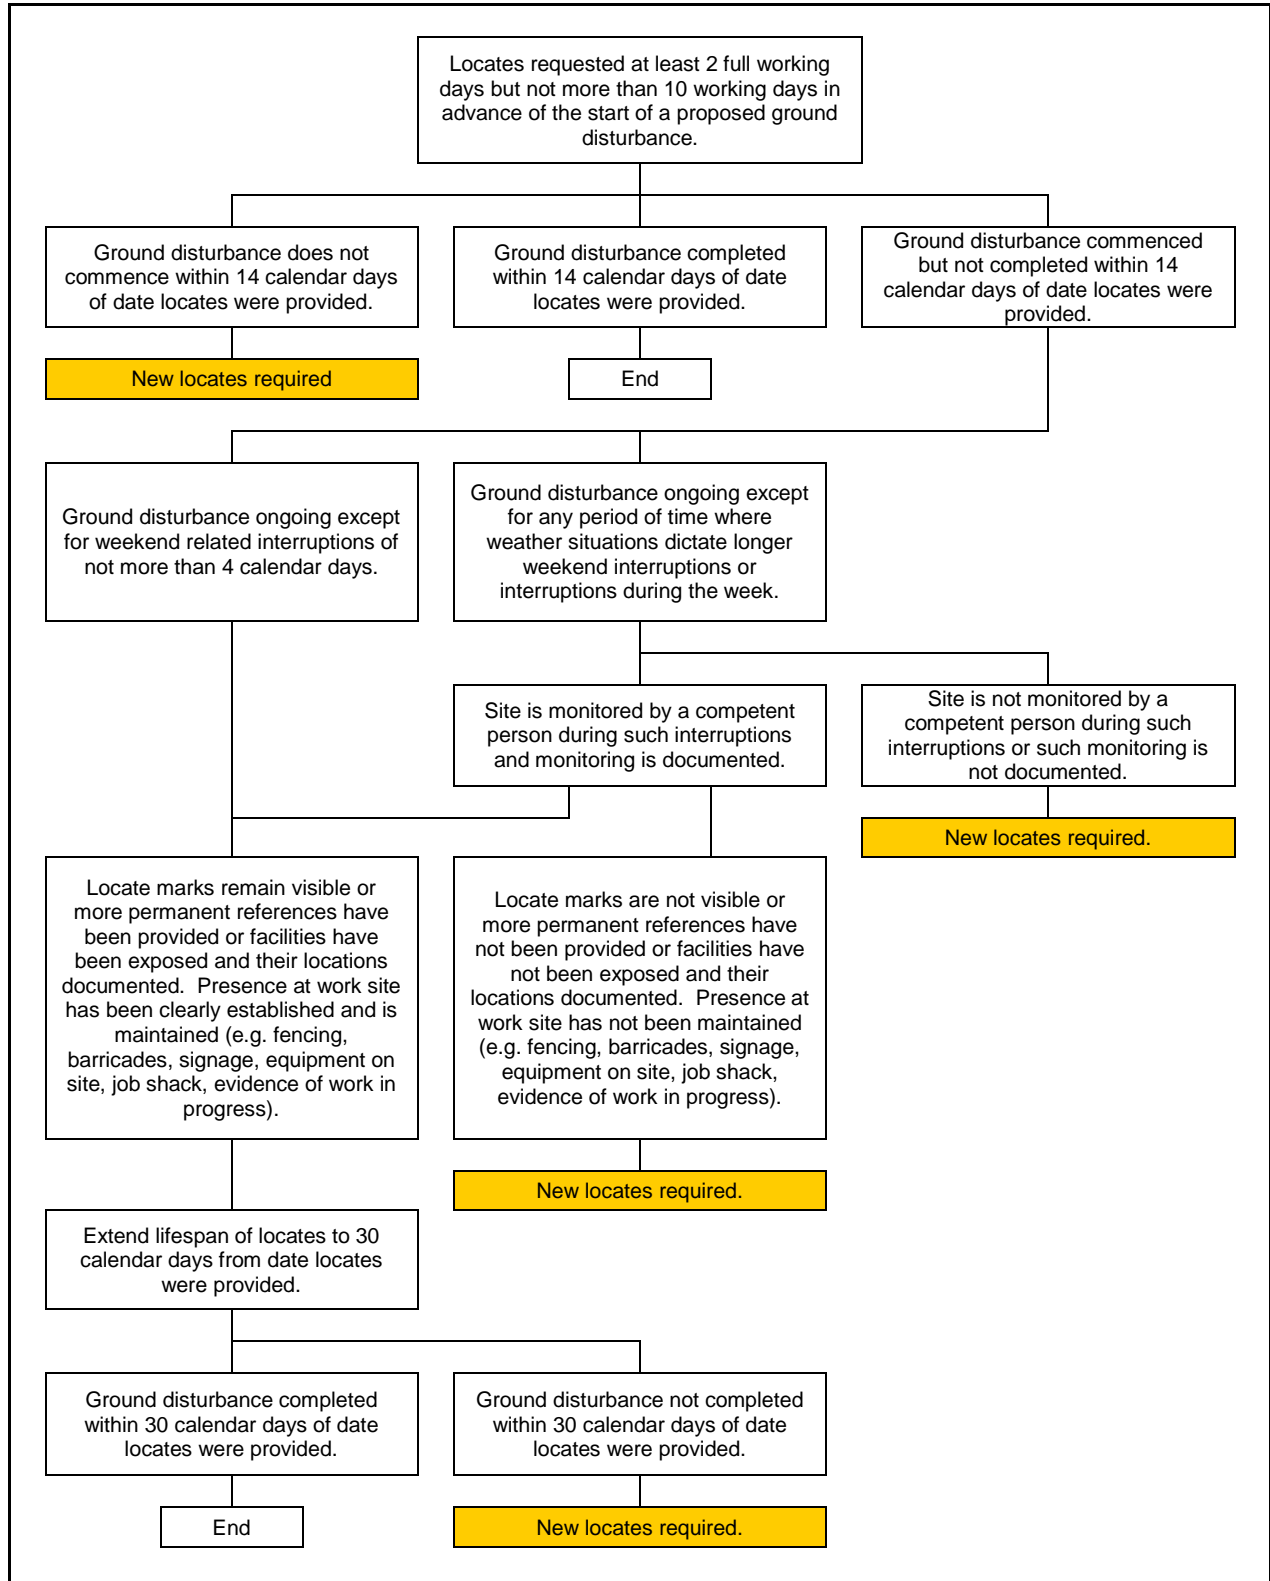 Locates requested at least 2 full working
days but not more than 10 working days in
advance of the start of a proposed ground
disturbance.
Ground disturbance does not
commence within 14 calendar days
of date locates were provided.
Ground disturbance completed
within 14 calendar days of date
locates were provided.
Ground disturbance commenced
but not completed within 14
calendar days of date locates were
provided.
New locates required
End
Ground disturbance ongoing except
for weekend related interruptions of
not more than 4 calendar days.
Ground disturbance ongoing except
for any period of time where
weather situations dictate longer
weekend interruptions or
interruptions during the week.
Site is monitored by a competent
person during such interruptions
and monitoring is documented.
Site is not monitored by a
competent person during such
interruptions or such monitoring is
not documented.
New locates required.
Locate marks remain visible or
more permanent references have
been provided or facilities have
been exposed and their locations
documented.  Presence at work site
has been clearly established and is
maintained (e.g. fencing,
barricades, signage, equipment on
site, job shack, evidence of work in
progress).
Locate marks are not visible or
more permanent references have
not been provided or facilities have
not been exposed and their
locations documented.  Presence at
work site has not been maintained
(e.g. fencing, barricades, signage,
equipment on site, job shack,
evidence of work in progress).
New locates required.
Extend lifespan of locates to 30
calendar days from date locates
were provided.
Ground disturbance completed
within 30 calendar days of date
locates were provided.
Ground disturbance not completed
within 30 calendar days of date
locates were provided.
End
New locates required.